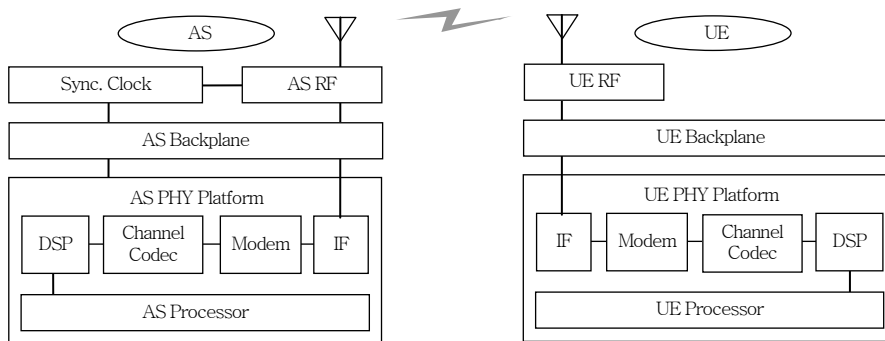 AS
Sync. Clock
AS RF
AS Backplane
AS PHY Platform
DSP
Channel
Codec
Modem
IF
AS Processor
UE
UE RF
UE Backplane
UE PHY Platform
IF
Modem
Channel
Codec
DSP
UE Processor